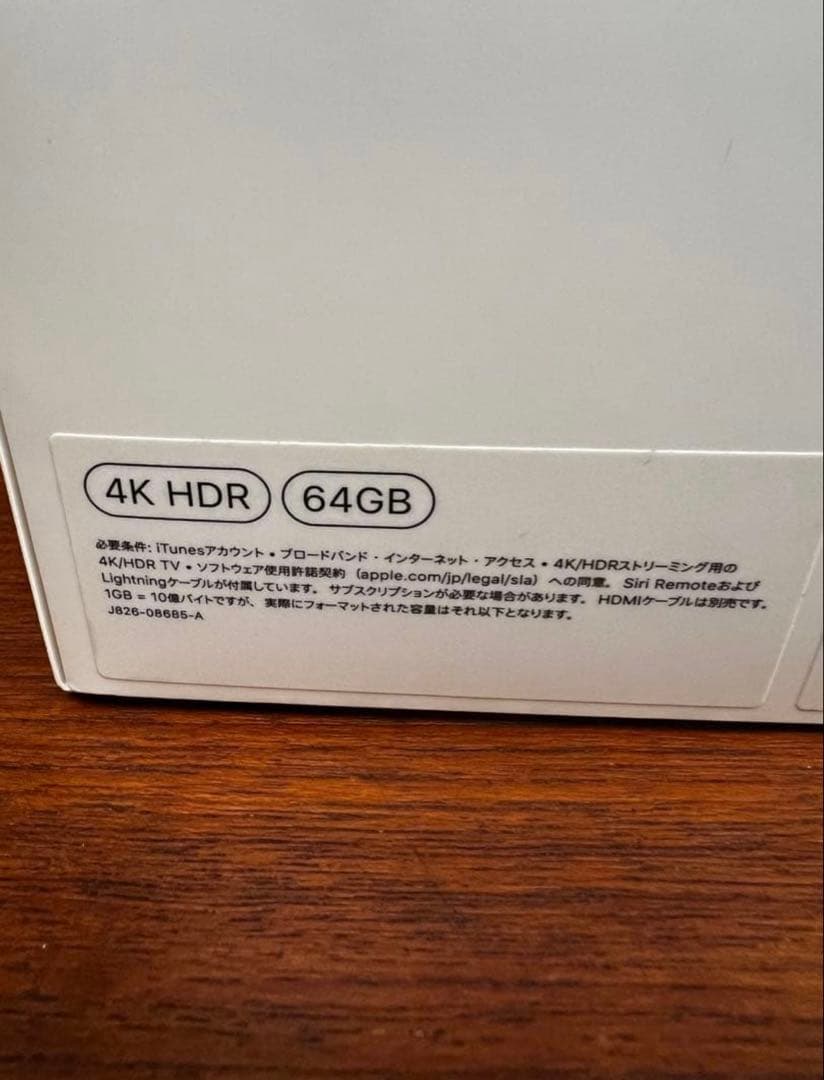 4K HDR 64GB
必要条件: iTunesアカウント • ブロードバンド・インターネット・アクセス • 4K/HDRストリーミング用の
4K/HDR TV • ソフトウェア使用許諾契約（apple.com/jp/legal/sla）への同意。 Siri Remoteおよび
Lightningケーブルが付属しています。 サブスクリプションが必要な場合があります。 HDMIケーブルは別売です。
1GB = 10億バイトですが、 実際にフォーマットされた容量はそれ以下となります。
J826-08685-A